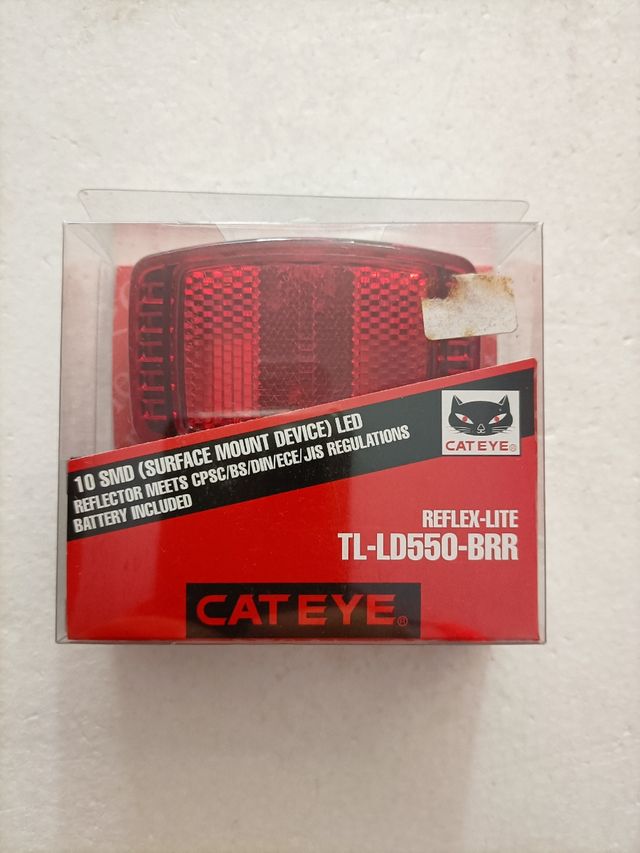 10 SMD (SURFACE MOUNT DEVICE) LED
REFLECTOR MEETS CPSC/BS/DIN/ECE/JIS REGULATIONS
BATTERY INCLUDED
CATEYE®
REFLEX-LITE
TL-LD550-BRR
CATEYE®